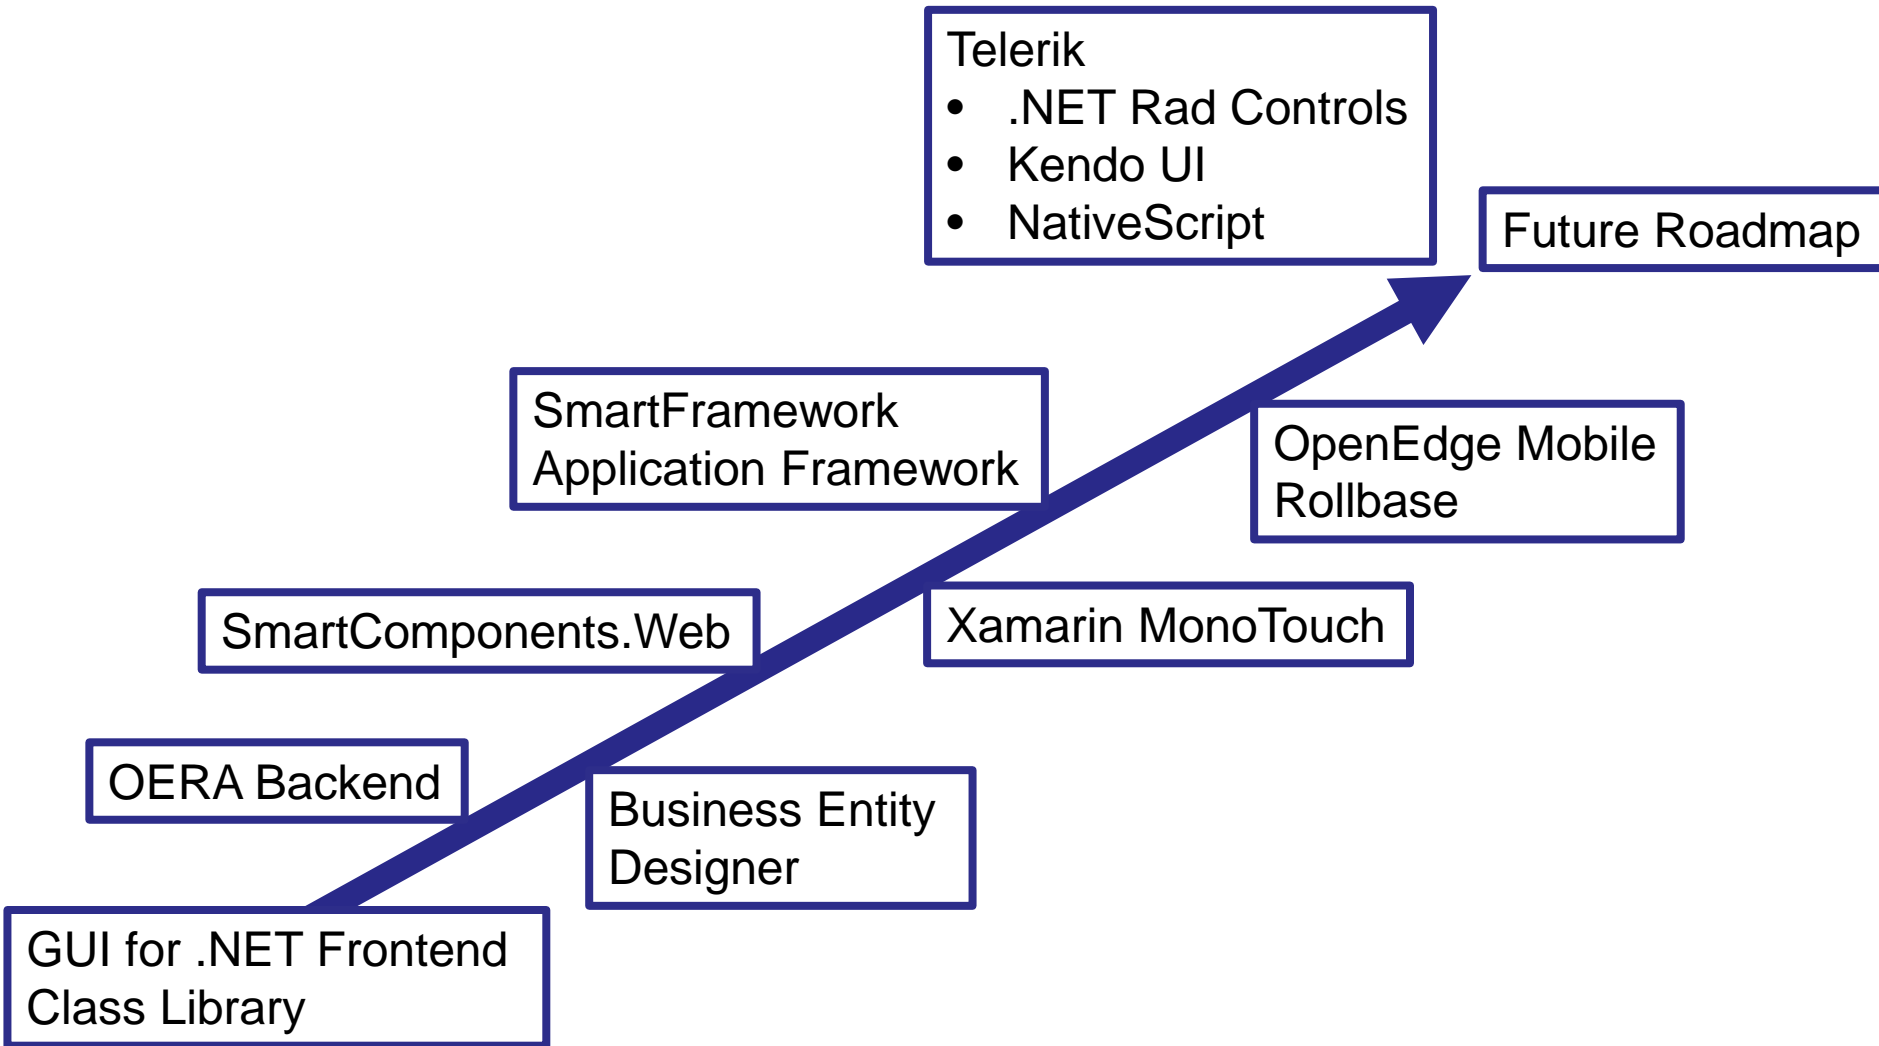 Telerik
• .NET Rad Controls
• Kendo UI
• NativeScript
Future Roadmap
SmartFramework
Application Framework
OpenEdge Mobile
Rollbase
SmartComponents.Web
Xamarin MonoTouch
OERA Backend
Business Entity
Designer
GUI for .NET Frontend
Class Library